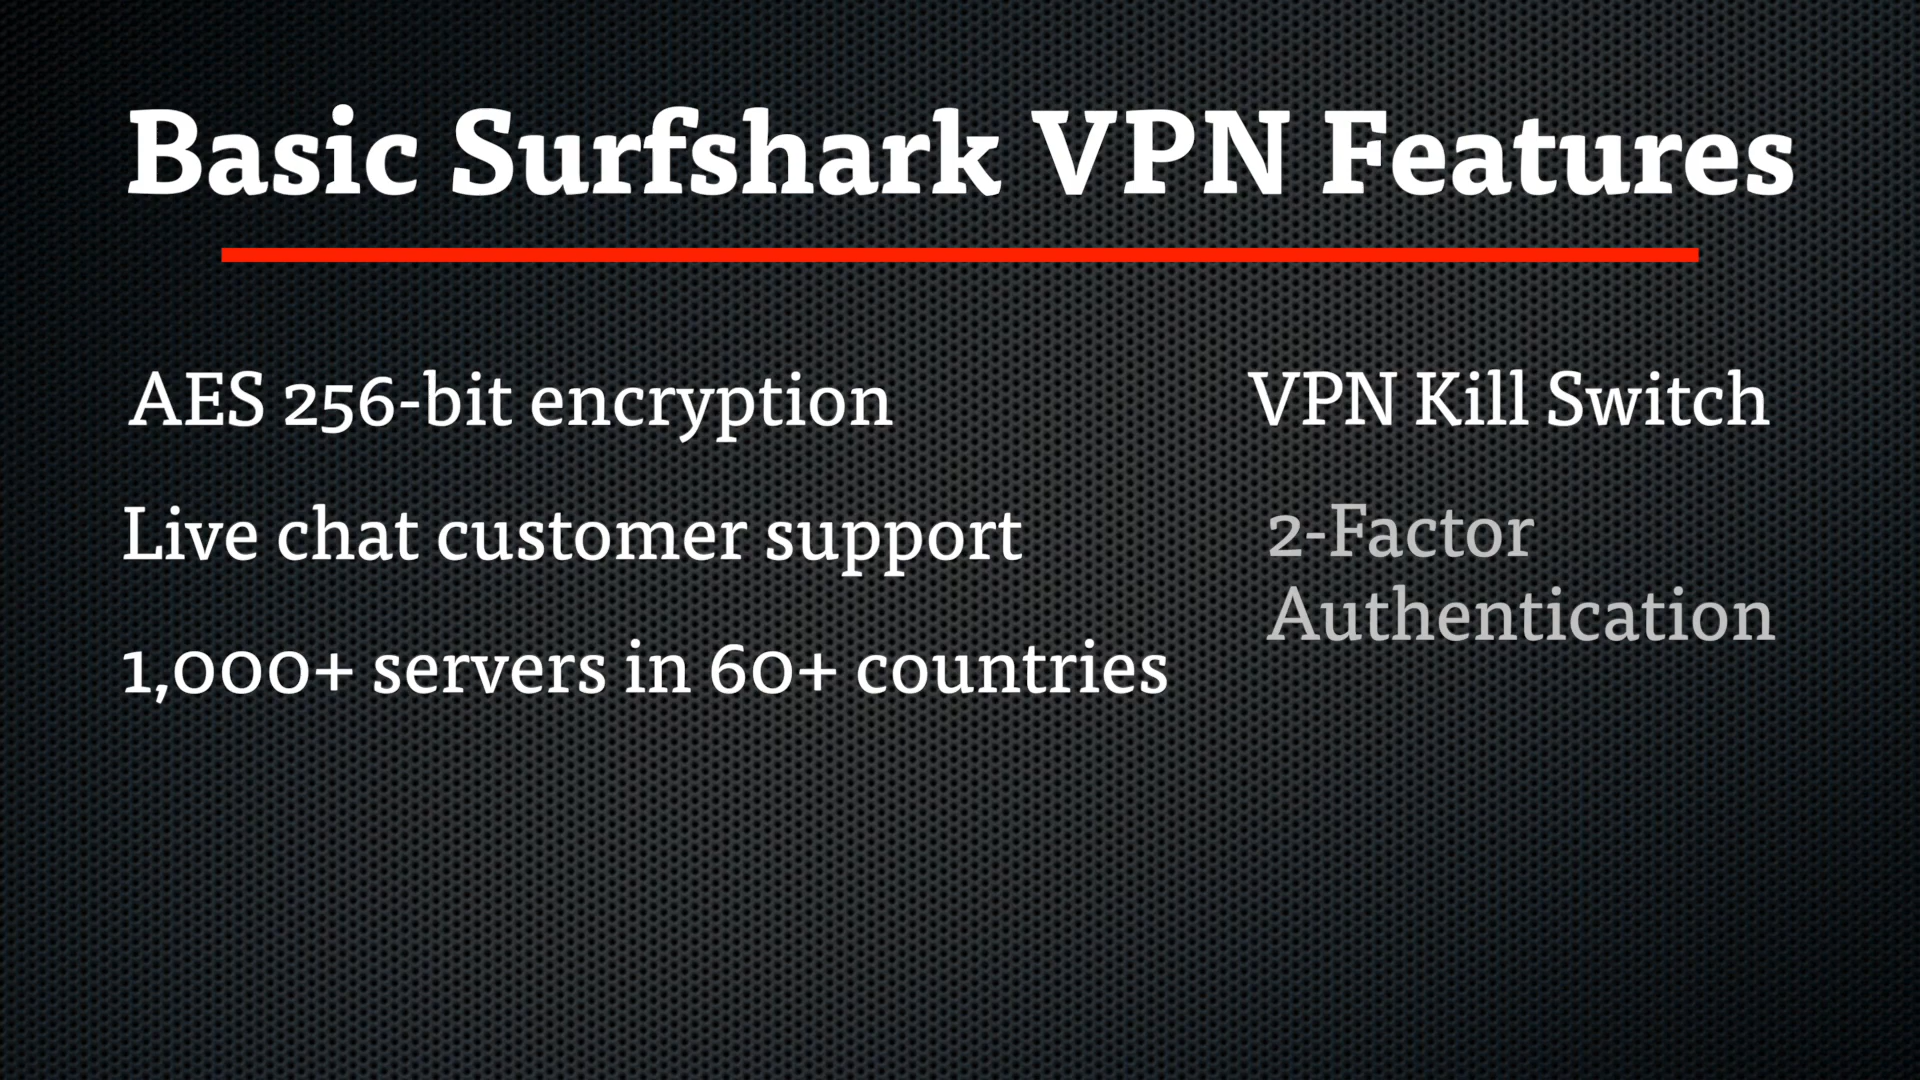 Basic Surfshark VPN Features
AES 256-bit encryption
Live chat customer support
1,000+ servers in 60+ countries
VPN Kill Switch
2-Factor
Authentication